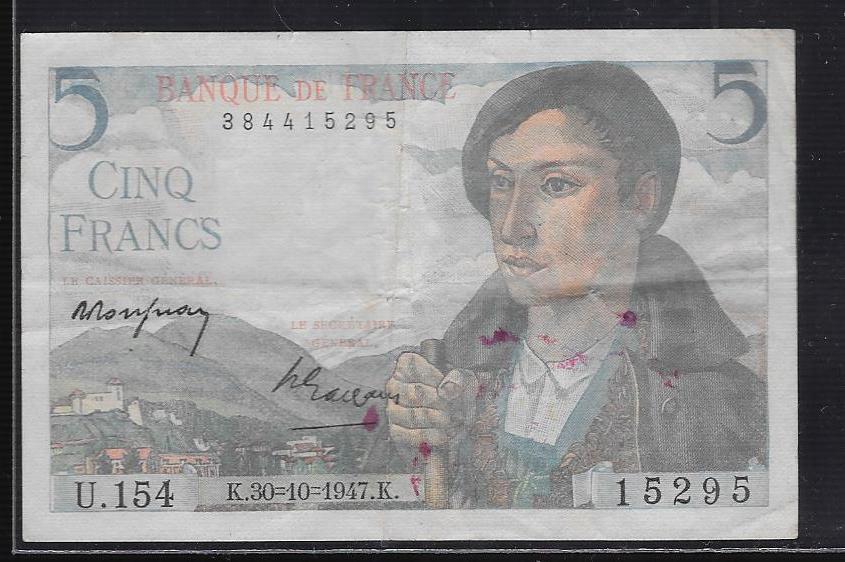 5 BANQUE DE FRANCE 5
384415295
CINQ
FRANCS
LE CAISSIER GÉNÉRAL,
LE SECRÉTAIRE
GÉNÉRAL,
U.154 K.30=10=1947.K. 15295